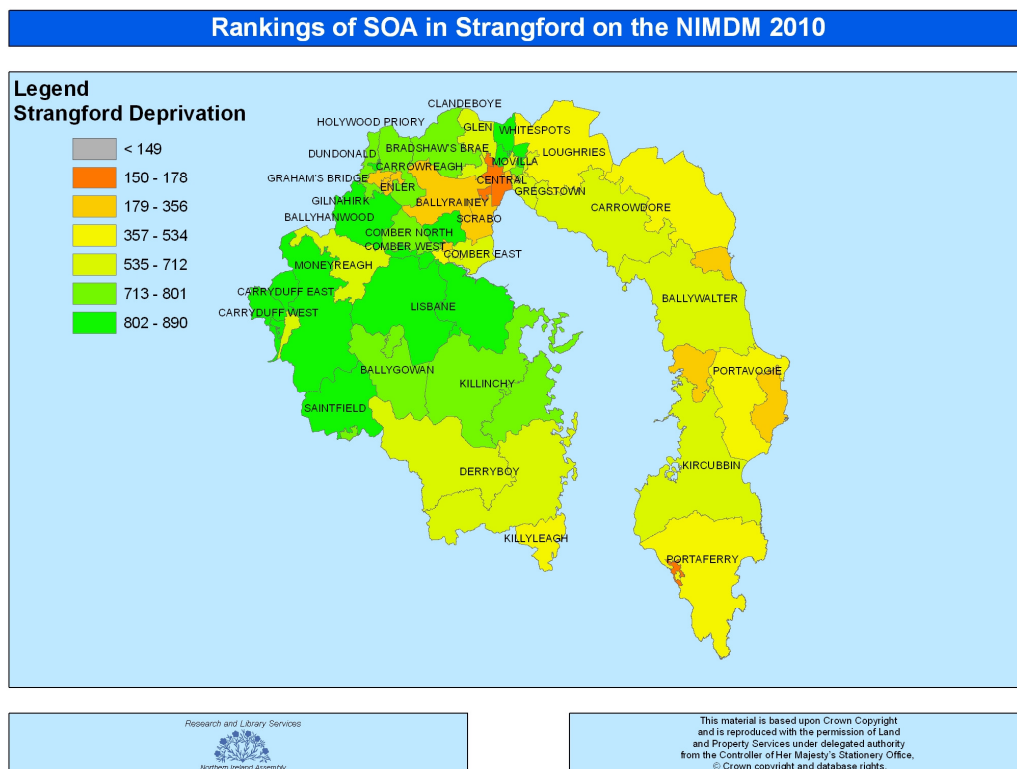 Rankings of SOA in Strangford on the NIMDM 2010
Legend
Strangford Deprivation
< 149
150 - 178
179 - 356
357 - 534
535 - 712
713 - 801
802 - 890
CLANDEBOYE
HOLYWOOD PRIORY
GLEN
WHITESPOTS
DUNDONALD
BRADSHAW'S BRAE
LOUGHRIES
MOVILLA
CARROWREAGH
GRAHAM'S BRIDGE
CENTRAL
ENLER
GREGSTOWN
GILNAHIRK
BALLYRAINEY
CARROWDORE
BALLYHANWOOD
SCRABO
COMBER NORTH
COMBER WEST
COMBER EAST
MONEYREAGH
CARRYDUFF EAST
BALLYWALTER
LISBANE
CARRYDUFF WEST
BALLYGOWAN
PORTAVOGIE
KILLINCHY
SAINTFIELD
KIRCUBBIN
DERRYBOY
KILLYLEAGH
PORTAFERRY
Research and Library Services
Northern Ireland Assembly
This material is based upon Crown Copyright
and is reproduced with the permission of Land
and Property Services under delegated authority
from the Controller of Her Majesty's Stationery Office,
© Crown copyright and database rights.